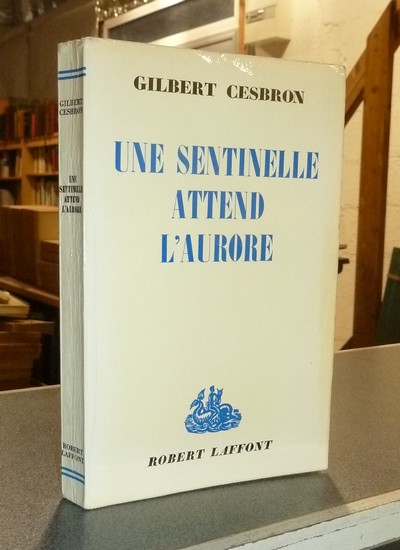 GILBERT CESBRON
UNE SENTINELLE
ATTEND
L'AURORE
ROBERT LAFFONT
GILBERT
CESBRON
UNE
SENTINELLE
ATTEND
L'AURORE
ROBERT
LAFFONT